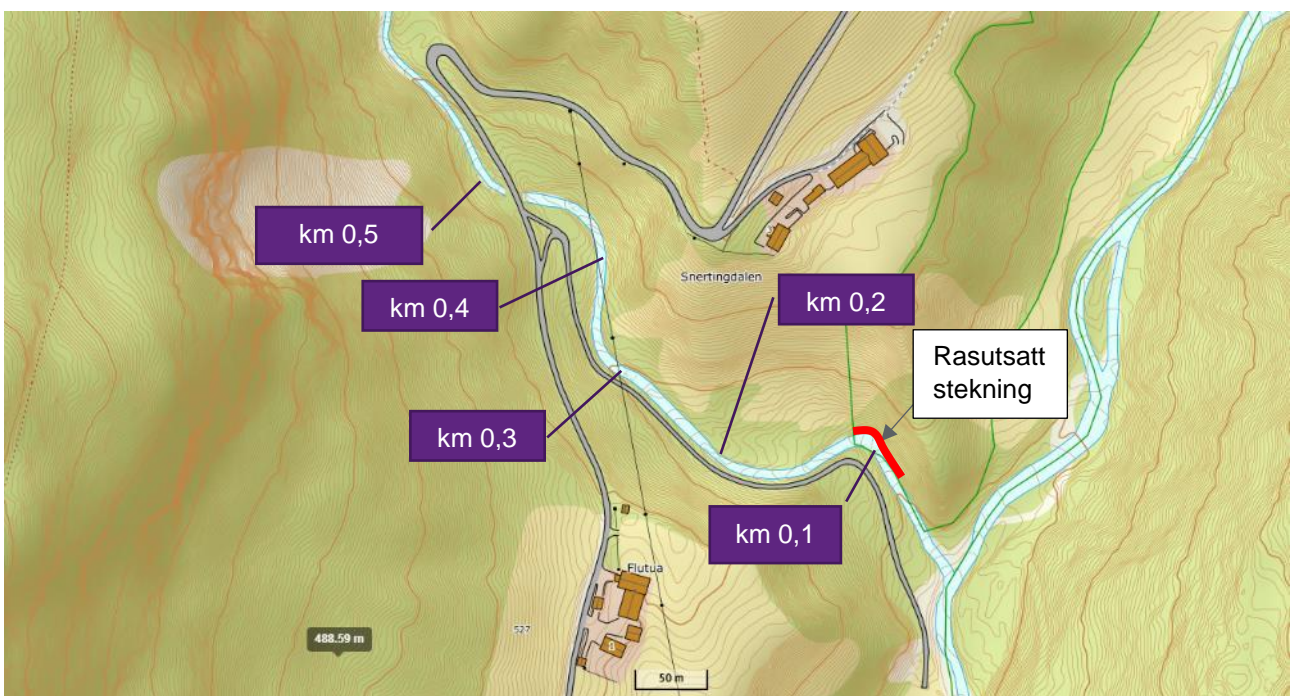 km 0,5
km 0,4
Snertingdalen
km 0,2
Rasutsatt
stekning
km 0,3
km 0,1
Flutua
527
488.59 m
50 m